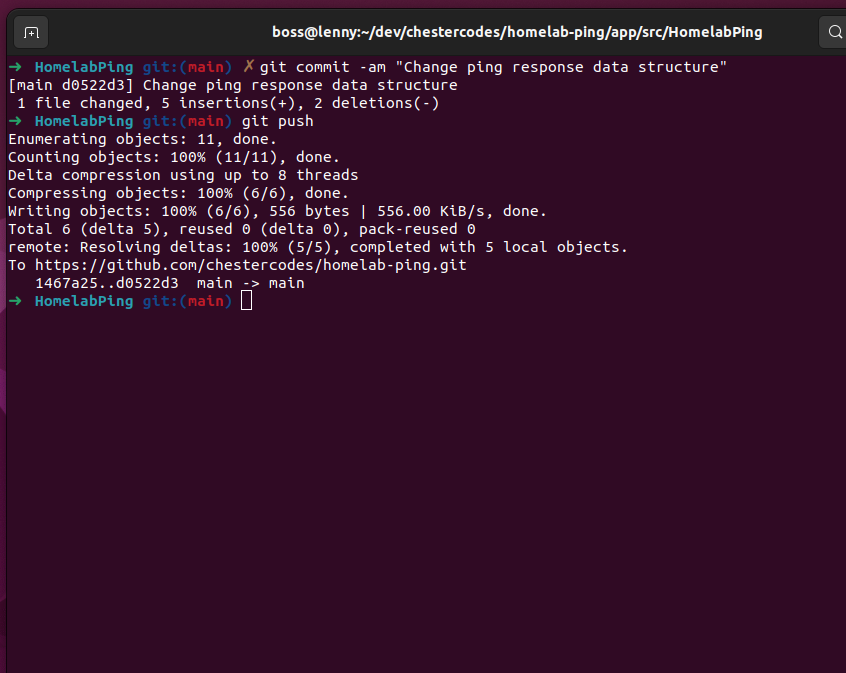 boss@lenny:~/dev/chestercodes/homelab-ping/app/src/HomelabPing
➜  HomelabPing git:(main) ✗ git commit -am "Change ping response data structure"
[main d0522d3] Change ping response data structure
 1 file changed, 5 insertions(+), 2 deletions(-)
➜  HomelabPing git:(main) git push
Enumerating objects: 11, done.
Counting objects: 100% (11/11), done.
Delta compression using up to 8 threads
Compressing objects: 100% (6/6), done.
Writing objects: 100% (6/6), 556 bytes | 556.00 KiB/s, done.
Total 6 (delta 5), reused 0 (delta 0), pack-reused 0
remote: Resolving deltas: 100% (5/5), completed with 5 local objects.
To https://github.com/chestercodes/homelab-ping.git
   1467a25..d0522d3  main -> main
➜  HomelabPing git:(main)